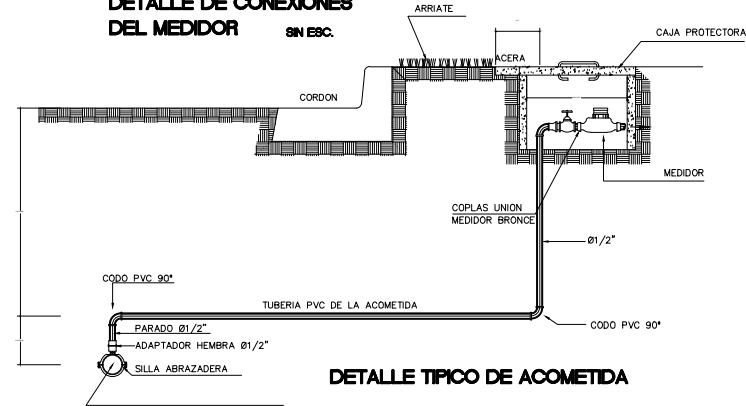 DETALLE DE CONEXIONES
DEL MEDIDOR SIN ESC.
ARRIATE
CAJA PROTECTORA
ACERA
CORDON
MEDIDOR
COPLAS UNION
MEDIDOR BRONCE
Ø1/2"
CODO PVC 90°
TUBERIA PVC DE LA ACOMETIDA
CODO PVC 90°
PARADO Ø1/2"
ADAPTADOR HEMBRA Ø1/2"
SILLA ABRAZADERA
DETALLE TIPICO DE ACOMETIDA